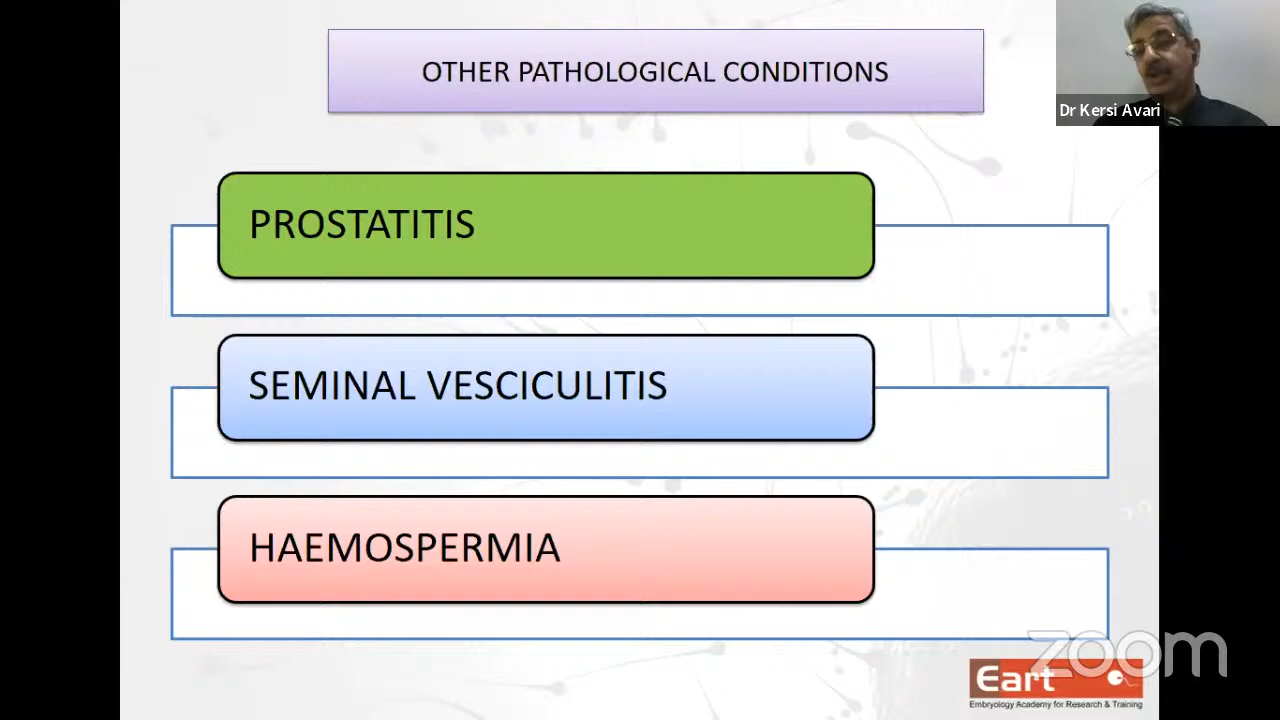 OTHER PATHOLOGICAL CONDITIONS
Dr Kersi Avari
PROSTATITIS
SEMINAL VESCICULITIS
HAEMOSPERMIA
zoom
Eart
Embryology Academy for Research & Training